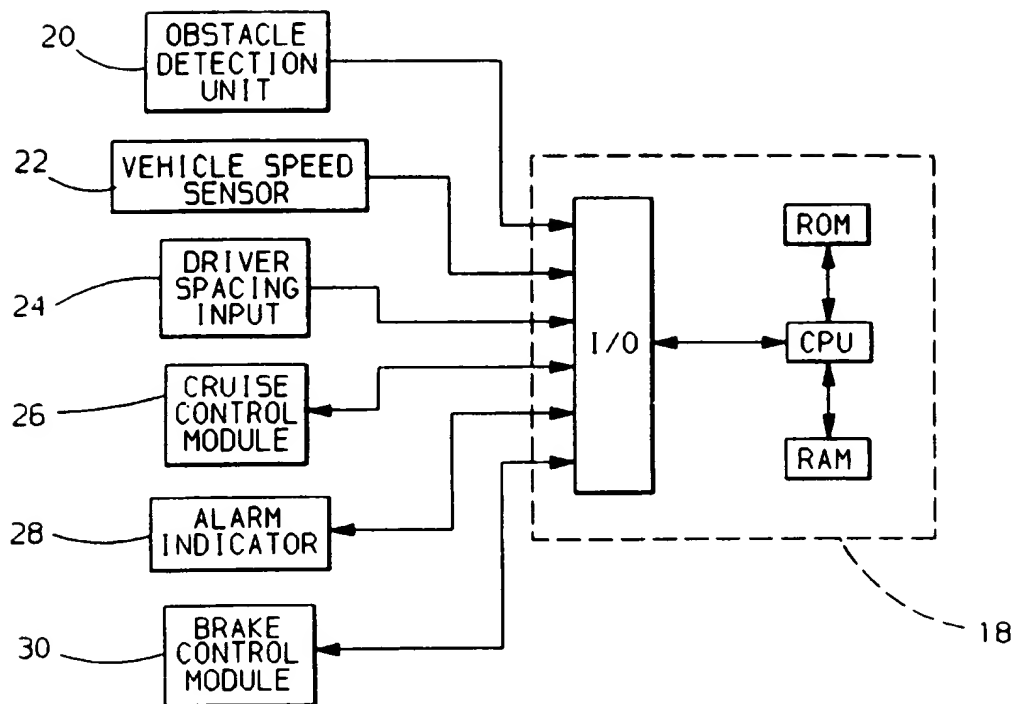 20
OBSTACLE
DETECTION
UNIT
22
VEHICLE SPEED
SENSOR
24
DRIVER
SPACING
INPUT
26
CRUISE
CONTROL
MODULE
28
ALARM
INDICATOR
30
BRAKE
CONTROL
MODULE
I/O
ROM
CPU
RAM
18